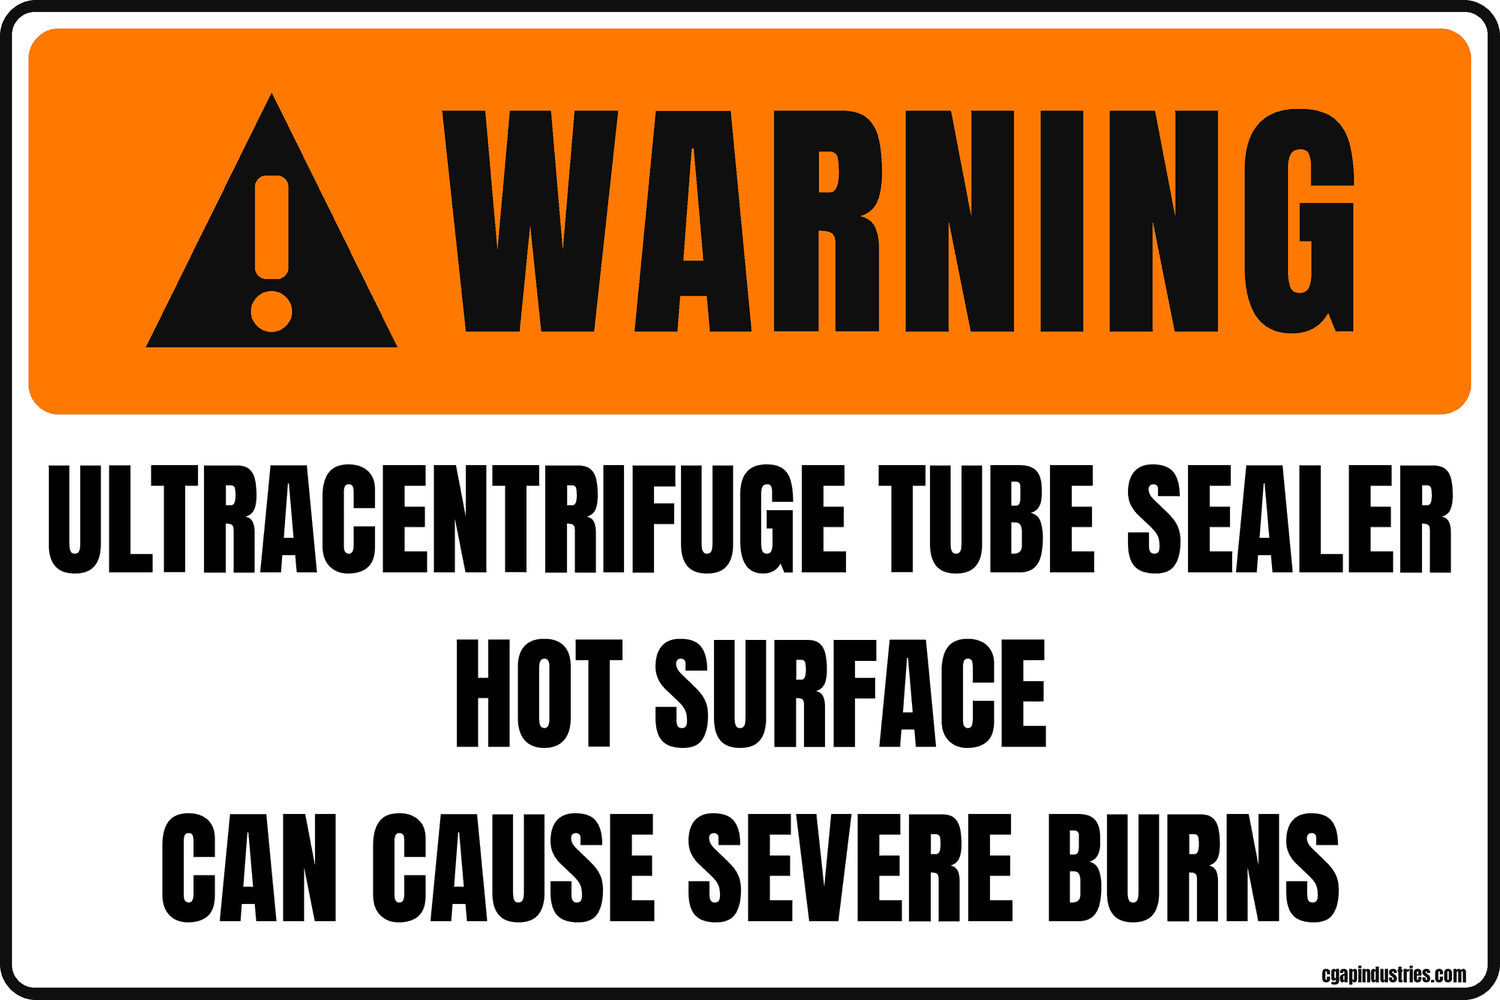 WARNING
ULTRACENTRIFUGE TUBE SEALER
HOT SURFACE
CAN CAUSE SEVERE BURNS
cgapindustries.com